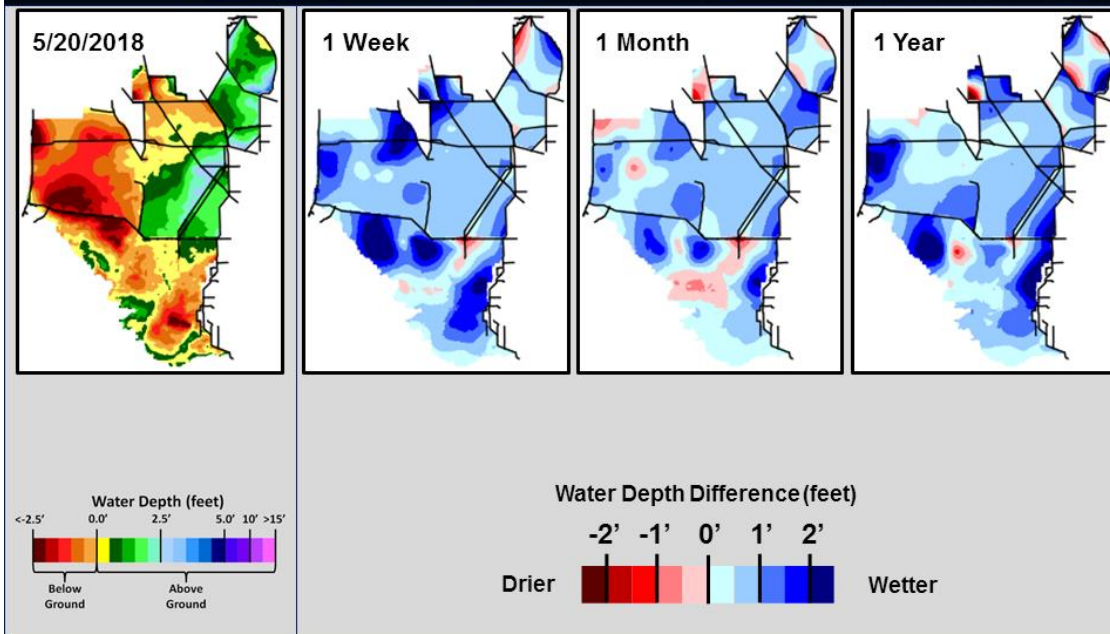 5/20/2018
1 Week
1 Month
1 Year
Water Depth (feet)
<-2.5' 0.0' 2.5' 5.0' 10' >15'
Below Ground
Above Ground
Water Depth Difference (feet)
-2' -1' 0' 1' 2'
Drier
Wetter